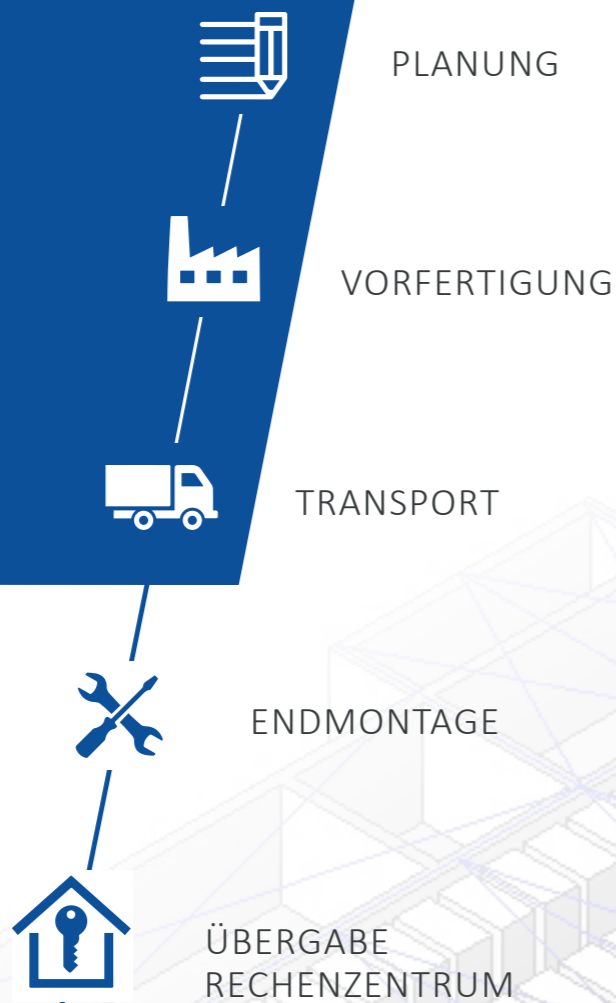 PLANUNG
VORFERTIGUNG
TRANSPORT
ENDMONTAGE
ÜBERGABE
RECHENZENTRUM